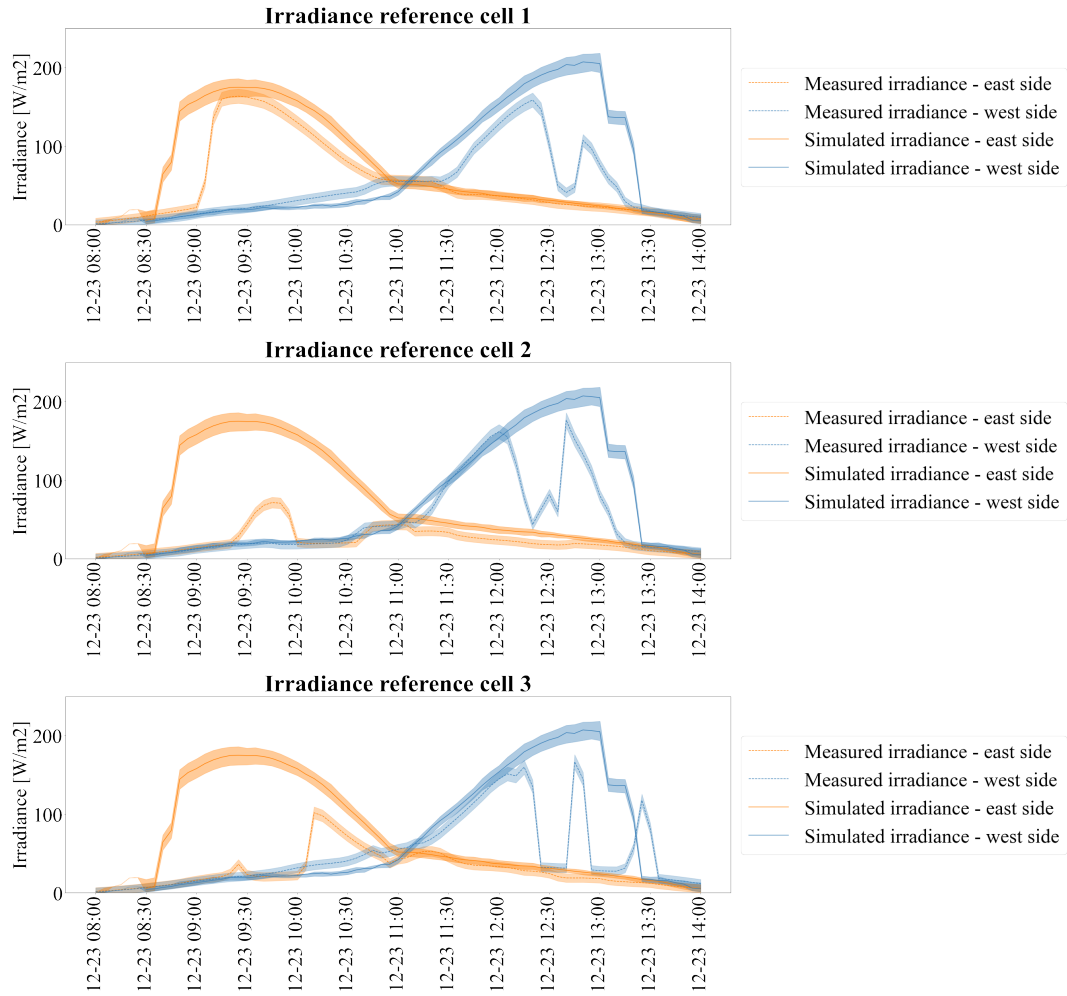 Irradiance reference cell 1
Irradiance [W/m2]
200
100
0
12-23 08:00
12-23 08:30
12-23 09:00
12-23 09:30
12-23 10:00
12-23 10:30
12-23 11:00
12-23 11:30
12-23 12:00
12-23 12:30
12-23 13:00
12-23 13:30
12-23 14:00
Measured irradiance - east side
Measured irradiance - west side
Simulated irradiance - east side
Simulated irradiance - west side
Irradiance reference cell 2
Irradiance [W/m2]
200
100
0
12-23 08:00
12-23 08:30
12-23 09:00
12-23 09:30
12-23 10:00
12-23 10:30
12-23 11:00
12-23 11:30
12-23 12:00
12-23 12:30
12-23 13:00
12-23 13:30
12-23 14:00
Measured irradiance - east side
Measured irradiance - west side
Simulated irradiance - east side
Simulated irradiance - west side
Irradiance reference cell 3
Irradiance [W/m2]
200
100
0
12-23 08:00
12-23 08:30
12-23 09:00
12-23 09:30
12-23 10:00
12-23 10:30
12-23 11:00
12-23 11:30
12-23 12:00
12-23 12:30
12-23 13:00
12-23 13:30
12-23 14:00
Measured irradiance - east side
Measured irradiance - west side
Simulated irradiance - east side
Simulated irradiance - west side